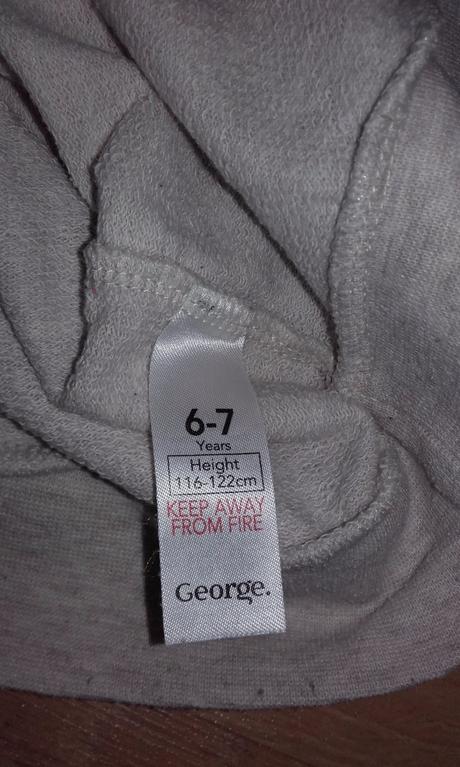 6-7
Years
Height
116-122cm
KEEP AWAY
FROM FIRE
George.